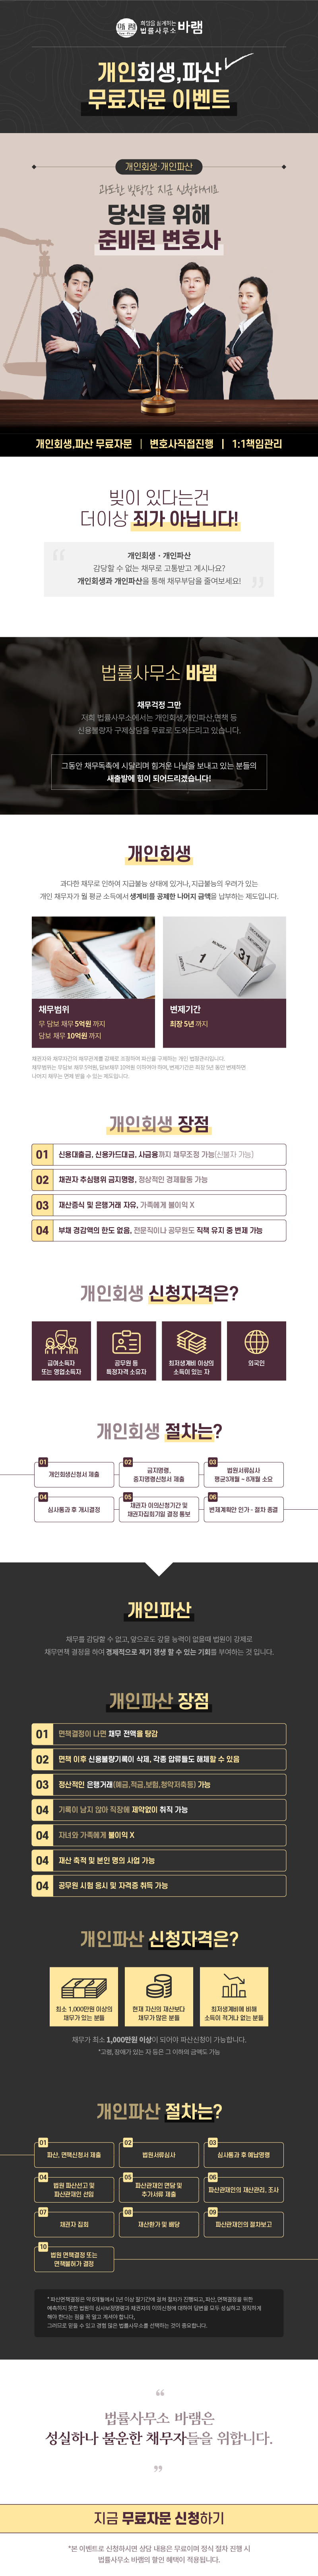 바램
희망을 설계하는
법률사무소 바램
개인회생,파산
무료자문 이벤트
개인회생·개인파산
과도한 빚탕감 지금 신청하세요
당신을 위해
준비된 변호사
개인회생,파산 무료자문 | 변호사직접진행 | 1:1책임관리
빚이 있다는건
더이상 죄가 아닙니다!
개인회생 · 개인파산
감당할 수 없는 채무로 고통받고 계시나요?
개인회생과 개인파산을 통해 채무부담을 줄여보세요!
법률사무소 바램
채무걱정 그만
저희 법률사무소에서는 개인회생,개인파산,면책 등
신용불량자 구제상담을 무료로 도와드리고 있습니다.
그동안 채무독촉에 시달리며 힘겨운 나날을 보내고 있는 분들의
새출발에 힘이 되어드리겠습니다!
개인회생
과다한 채무로 인하여 지급불능 상태에 있거나, 지급불능의 우려가 있는
개인 채무자가 월 평균 소득에서 생계비를 공제한 나머지 금액을 납부하는 제도입니다.
채무범위
무 담보 채무 5억원 까지
담보 채무 10억원 까지
변제기간
최장 5년 까지
채권자와 채무자간의 채무관계를 강제로 조정하여 파산을 구제하는 개인 법정관리입니다.
채무범위는 무담보 채무 5억원, 담보채무 10억원 이하여야 하며, 변제기간은 최장 5년 동안 변제하면
나머지 채무는 면제 받을 수 있는 제도입니다.
개인회생 장점
01 신용대출금, 신용카드대금, 사금융까지 채무조정 가능(신불자 가능)
02 채권자 추심행위 금지명령, 정상적인 경제활동 가능
03 재산증식 및 은행거래 자유, 가족에게 불이익 X
04 부채 경감액의 한도 없음, 전문직이나 공무원도 직책 유지 중 변제 가능
개인회생 신청자격은?
급여소득자
또는 영업소득자
공무원 등
특정자격 소유자
최저생계비 이상의
소득이 있는 자
외국인
개인회생 절차는?
01
개인회생신청서 제출
02
금지명령,
중지명령신청서 제출
03
법원서류심사
평균3개월 ~ 8개월 소요
04
심사통과 후 개시결정
05
채권자 이의신청기간 및
채권자집회기일 결정 통보
06
변제계획안 인가 - 절차 종결
개인파산
채무를 감당할 수 없고, 앞으로도 갚을 능력이 없을때 법원이 강제로
채무면책 결정을 하여 경제적으로 재기 갱생 할 수 있는 기회를 부여하는 것 입니다.
개인파산 장점
01 면책결정이 나면 채무 전액을 탕감
02 면책 이후 신용불량기록이 삭제, 각종 압류들도 해제할 수 있음
03 정상적인 은행거래(예금,적금,보험,청약저축등) 가능
04 기록이 남지 않아 직장에 제약없이 취직 가능
04 자녀와 가족에게 불이익 X
04 재산 축적 및 본인 명의 사업 가능
04 공무원 시험 응시 및 자격증 취득 가능
개인파산 신청자격은?
최소 1,000만원 이상의
채무가 있는 분들
현재 자산의 재산보다
채무가 많은 분들
최저생계비에 비해
소득이 적거나 없는 분들
채무가 최소 1,000만원 이상이 되어야 파산신청이 가능합니다.
*고령, 장애가 있는 자 등은 그 이하의 금액도 가능
개인파산 절차는?
01
파산, 면책신청서 제출
02
법원서류심사
03
심사통과 후 예납명령
04
법원 파산선고 및
파산관재인 선임
05
파산관재인 면담 및
추가서류 제출
06
파산관재인의 재산관리, 조사
07
채권자 집회
08
재산환가 및 배당
09
파산관재인의 절차보고
10
법원 면책결정 또는
면책불허가 결정
* 파산면책결정은 약 8개월에서 1년 이상 장기간에 걸쳐 절차가 진행되고, 파산, 면책결정을 위한
예측하지 못한 법원의 심사보정명령과 채권자의 이의신청에 대하여 답변을 모두 성실하고 정직하게
해야 한다는 점을 꼭 알고 계셔야 합니다.
그러므로 믿을 수 있고 경험 많은 법률사무소를 선택하는 것이 중요합니다.
법률사무소 바램은
성실하나 불운한 채무자들을 위합니다.
지금 무료자문 신청하기
*본 이벤트로 신청하시면 상담 내용은 무료이며 정식 절차 진행 시
법률사무소 바램의 할인 혜택이 적용됩니다.